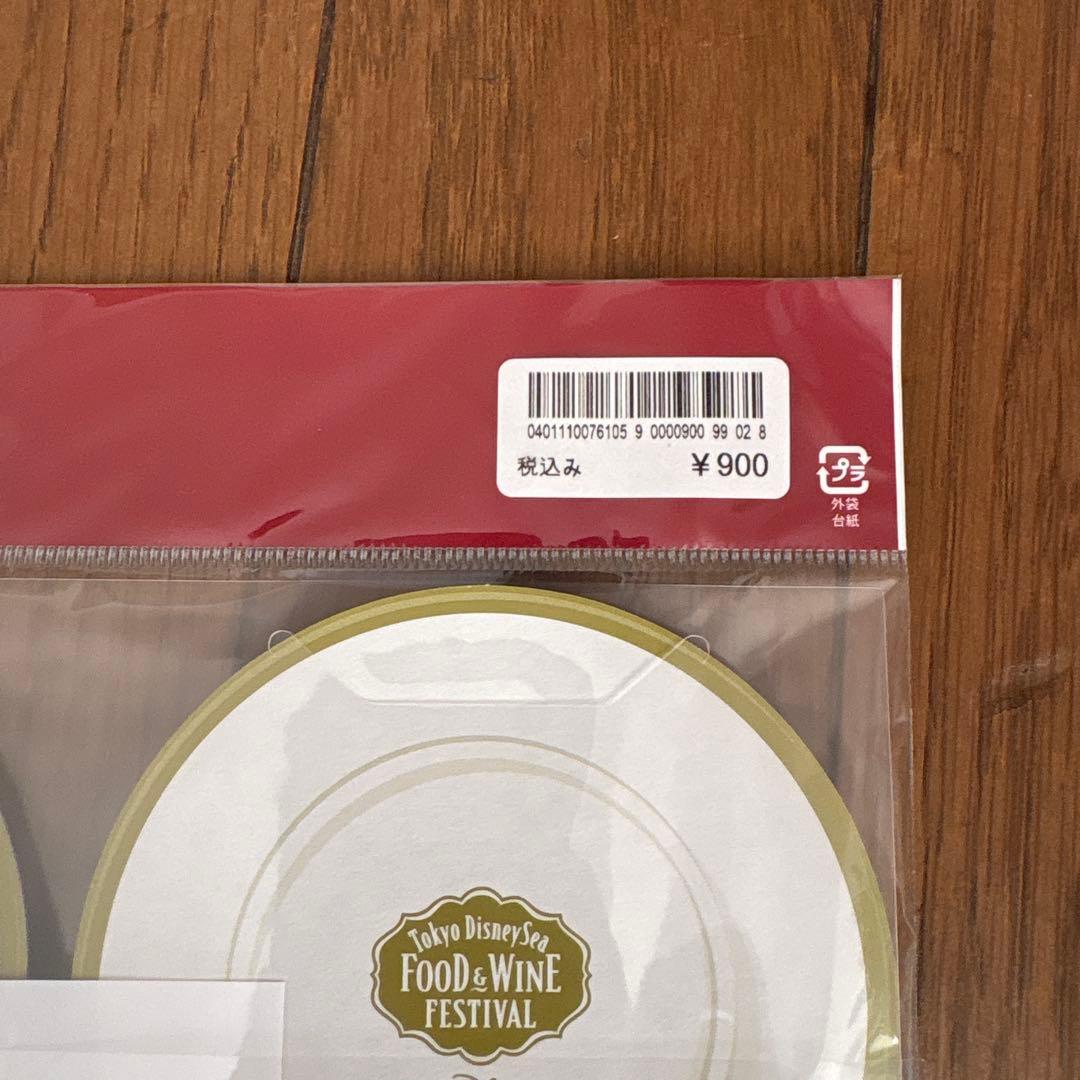 0401110076105 9 0000900 99 02 8
税込み ¥900
プラ
外袋
台紙
Tokyo DisneySea
FOOD & WINE
FESTIVAL